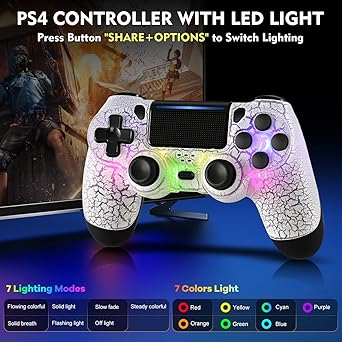 PS4 CONTROLLER WITH LED LIGHT
Press Button "SHARE+OPTIONS" to Switch Lighting
7 Lighting Modes
Flowing colorful Solid light Slow fade Steady colorful
Solid breath Flashing light Off light
7 Colors Light
Red Yellow Cyan Purple
Orange Green Blue